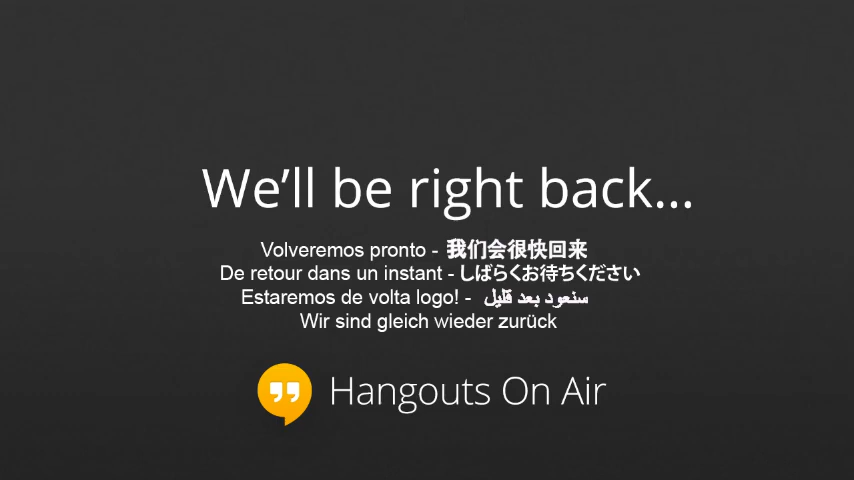 We'll be right back...
Volveremos pronto - 我们会很快回来
De retour dans un instant - しばらくお待ちください
Estaremos de volta logo! - سنعود بعد قليل
Wir sind gleich wieder zurück
Hangouts On Air